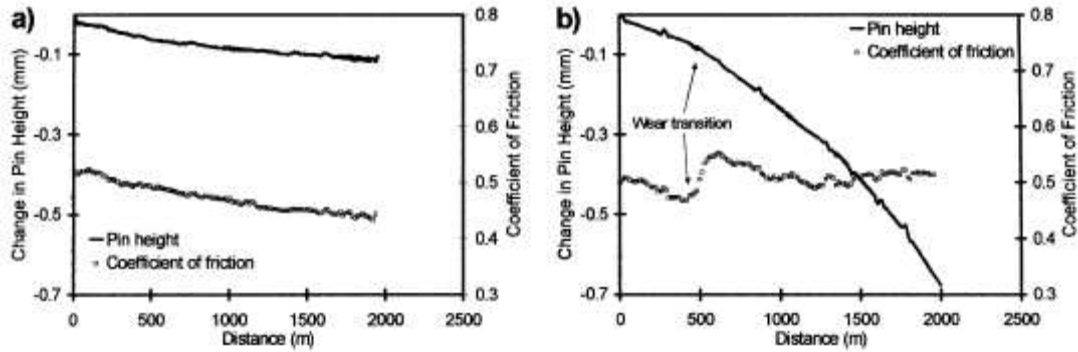 a)
Change in Pin Height (mm)
-0.1
-0.3
-0.5
-0.7
Pin height
Coefficient of friction
0.8
0.7
0.6
0.5
0.4
0.3
Coefficient of Friction
0 500 1000 1500 2000 2500
Distance (m)
b)
Change in Pin Height (mm)
-0.1
-0.3
-0.5
-0.7
Pin height
Coefficient of friction
Wear transition
0.8
0.7
0.6
0.5
0.4
0.3
Coefficient of Friction
0 500 1000 1500 2000 2500
Distance (m)